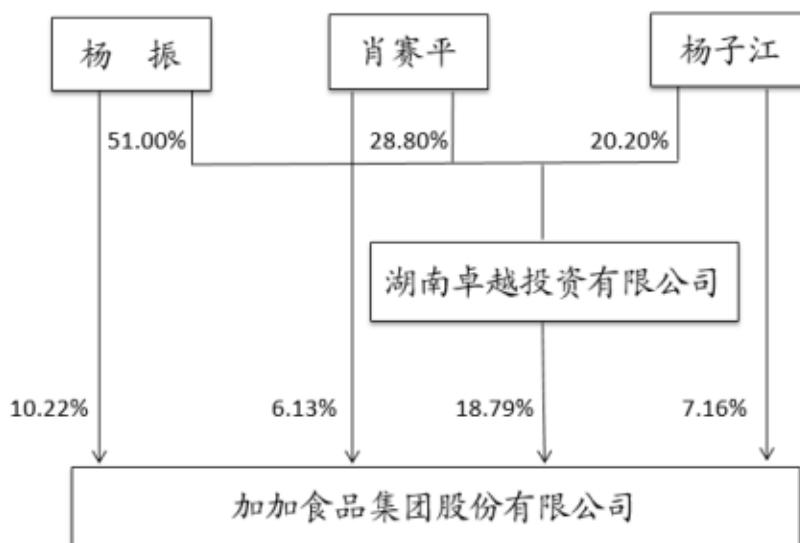 杨 振
肖赛平
杨子江
51.00%
28.80%
20.20%
湖南卓越投资有限公司
10.22%
6.13%
18.79%
7.16%
加加食品集团股份有限公司